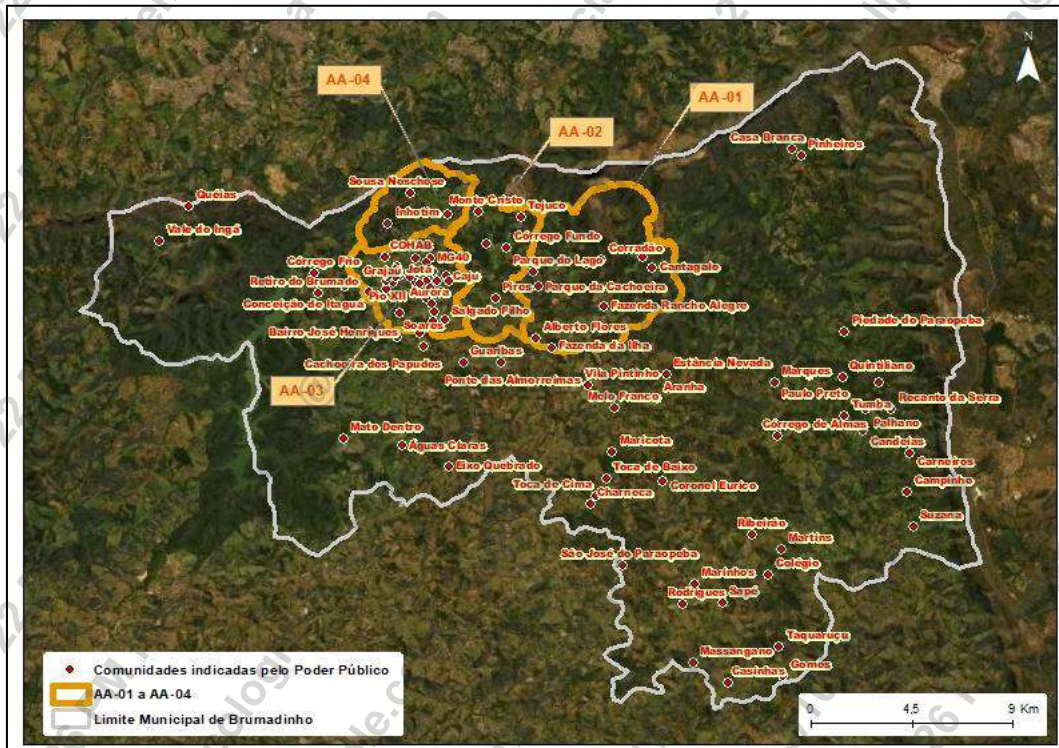 N
AA-04
AA-01
AA-02
Casa Branca
Pinheiros
Sousa Noschese
Quéias
Monte Cristo
Tejuco
Inhotim
Vale do Ingá
Córrego Fundo
COHAB
MG40
Cerradão
Córrego Frio
Parque do Lago
Cantagalo
Grajaú
Jota
Caju
Retiro do Brumado
Pires
Parque da Cachoeira
Pio XII
Aurora
Conceição de Itaguá
Salgado Filho
Fazenda Rancho Alegre
Soares
Bairro José Henriques
Alberto Flores
Piedade do Paraopeba
Fazenda da Ilha
Cachoeira dos Papudos
Guaribas
Estância Nevada
Vila Pintinho
Ponte das Almorreimas
Aranha
Marques
Quintiliano
AA-03
Melo Franco
Paulo Preto
Recanto da Serra
Tumba
Mato Dentro
Córrego de Almas
Palhano
Águas Claras
Maricota
Candeias
Eixo Quebrado
Carneiros
Toca de Baixo
Toca de Cima
Coronel Eurico
Campinho
Charneca
Suzana
Ribeirão
Martins
São José do Paraopeba
Colégio
Marinhos
Rodrigues
Sapé
Taquaruçu
Massangano
Casinhas
Gomes
Comunidades indicadas pelo Poder Público
AA-01 a AA-04
Limite Municipal de Brumadinho
0 4,5 9 Km